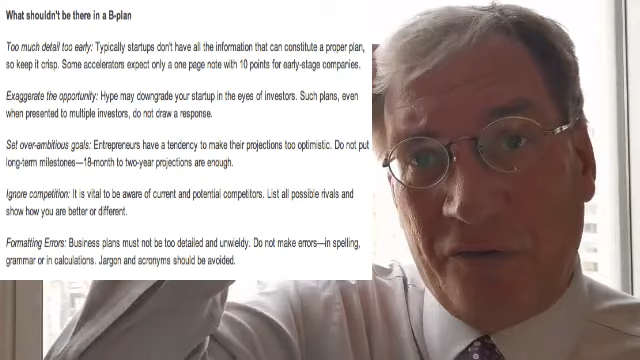 What shouldn't be there in a B-plan
Too much detail too early: Typically startups don't have all the information that can constitute a proper plan,
so keep it crisp. Some accelerators expect only a one page note with 10 points for early-stage companies.
Exaggerate the opportunity: Hype may downgrade your startup in the eyes of investors. Such plans, even
when presented to multiple investors, do not draw a response.
Set over-ambitious goals: Entrepreneurs have a tendency to make their projections too optimistic. Do not put
long-term milestones—18-month to two-year projections are enough.
Ignore competition: It is vital to be aware of current and potential competitors. List all possible rivals and
show how you are better or different.
Formatting Errors: Business plans must not be too detailed and unwieldy. Do not make errors—in spelling,
grammar or in calculations. Jargon and acronyms should be avoided.